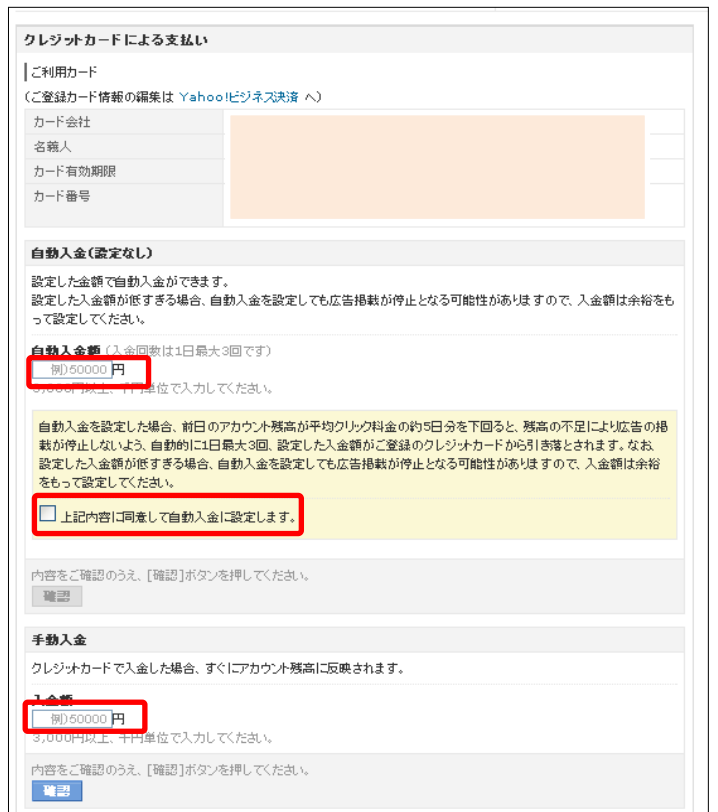 クレジットカードによる支払い
ご利用カード
(ご登録カード情報の編集は Yahoo!ビジネス決済 へ)
カード会社
名義人
カード有効期限
カード番号
自動入金(設定なし)
設定した金額で自動入金ができます。
設定した入金額が低すぎる場合、自動入金を設定しても広告掲載が停止となる可能性がありますので、入金額は余裕をも
って設定してください。
自動入金額(入金回数は1日最大3回です)
例)50000 円
3,000円以上、千円単位で入力してください。
自動入金を設定した場合、前日のアカウント残高が平均クリック料金の約5日分を下回ると、残高の不足により広告の掲
載が停止しないよう、自動的に1日最大3回、設定した入金額がご登録のクレジットカードから引き落とされます。なお、
設定した入金額が低すぎる場合、自動入金を設定しても広告掲載が停止となる可能性がありますので、入金額は余裕
をもって設定してください。
上記内容に同意して自動入金に設定します。
内容をご確認のうえ、[確認]ボタンを押してください。
確認
手動入金
クレジットカードで入金した場合、すぐにアカウント残高に反映されます。
入金額
例)50000 円
3,000円以上、千円単位で入力してください。
内容をご確認のうえ、[確認]ボタンを押してください。
確認